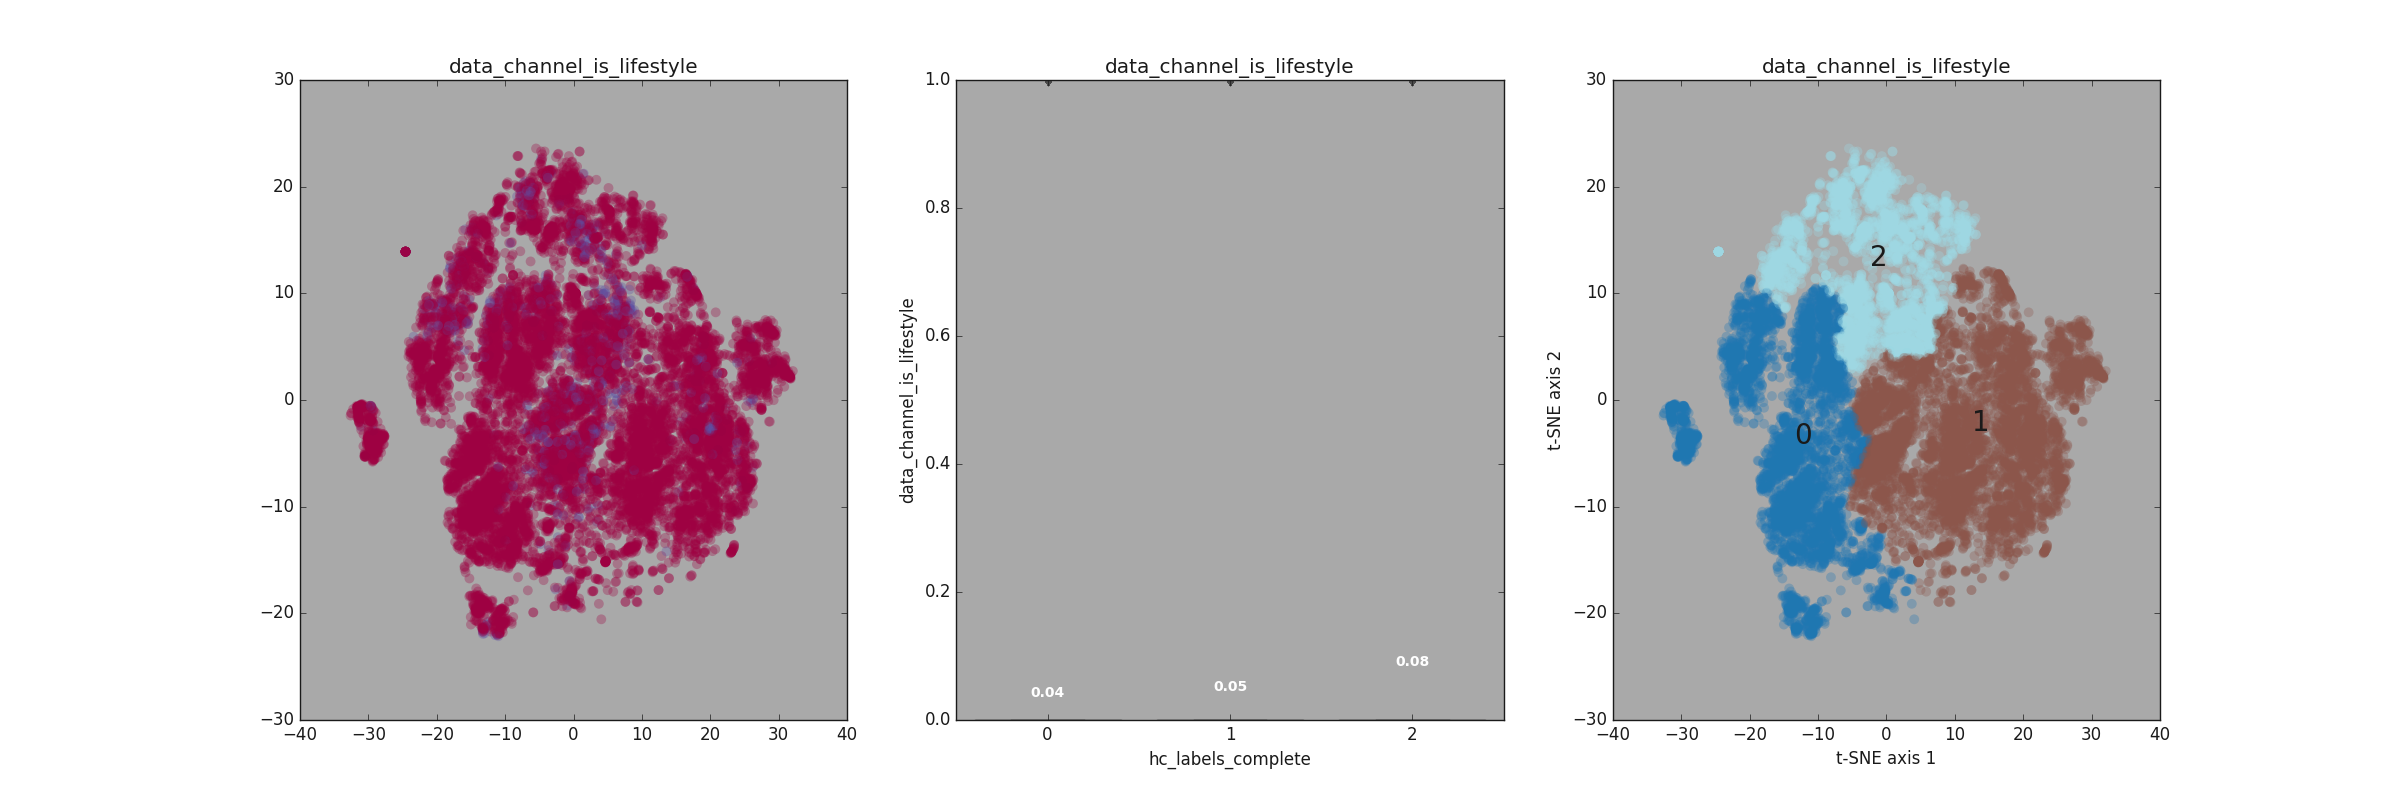 data_channel_is_lifestyle
30
20
10
0
−10
−20
−30
−40 −30 −20 −10 0 10 20 30 40
data_channel_is_lifestyle
data_channel_is_lifestyle
1.0
0.8
0.6
0.4
0.2
0.0
0.04
0.05
0.08
0 1 2
hc_labels_complete
data_channel_is_lifestyle
t-SNE axis 2
30
20
10
0
−10
−20
−30
2
1
0
−40 −30 −20 −10 0 10 20 30 40
t-SNE axis 1